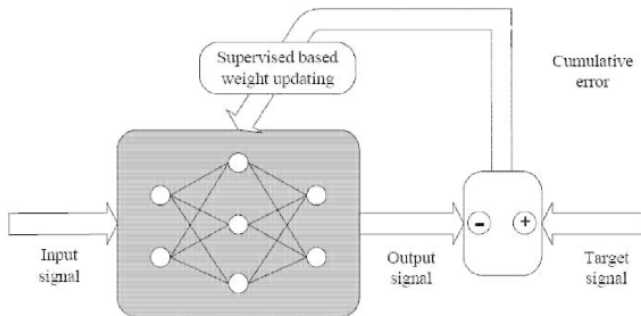 Supervised based
weight updating
Cumulative
error
-
+
Input
signal
Output
signal
Target
signal